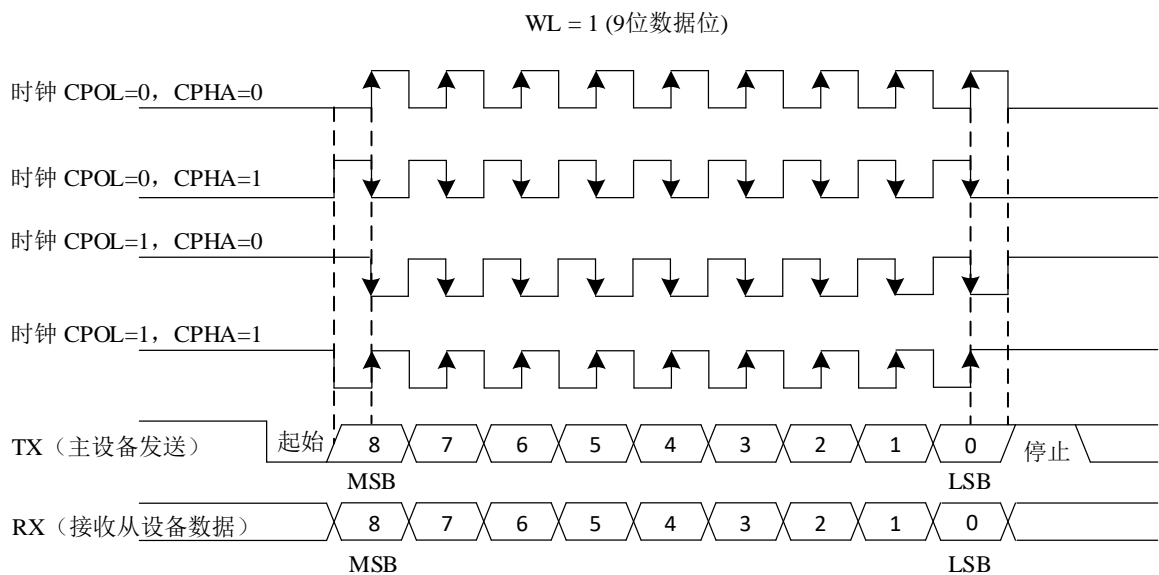 WL = 1 (9位数据位)
时钟 CPOL=0，CPHA=0
时钟 CPOL=0，CPHA=1
时钟 CPOL=1，CPHA=0
时钟 CPOL=1，CPHA=1
TX（主设备发送） 起始 8 7 6 5 4 3 2 1 0 停止
MSB LSB
RX（接收从设备数据） 8 7 6 5 4 3 2 1 0
MSB LSB